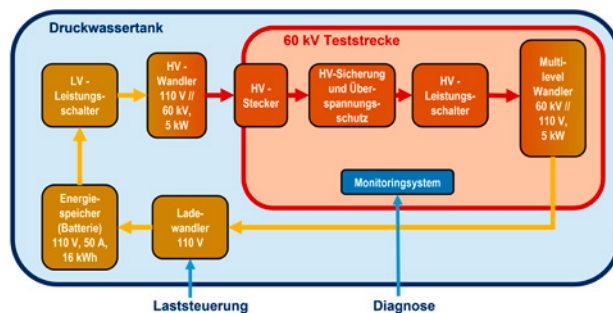 Druckwassertank
60 kV Teststrecke
LV -
Leistungs-
schalter
HV -
Wandler
110 V //
60 kV,
5 kW
HV -
Stecker
HV-Sicherung
und Über-
spannungs-
schutz
HV -
Leistungs-
schalter
Multi-
level
Wandler
60 kV //
110 V,
5 kW
Monitoringsystem
Energie-
speicher
(Batterie)
110 V, 50 A,
16 kWh
Lade-
wandler
110 V
Laststeuerung
Diagnose